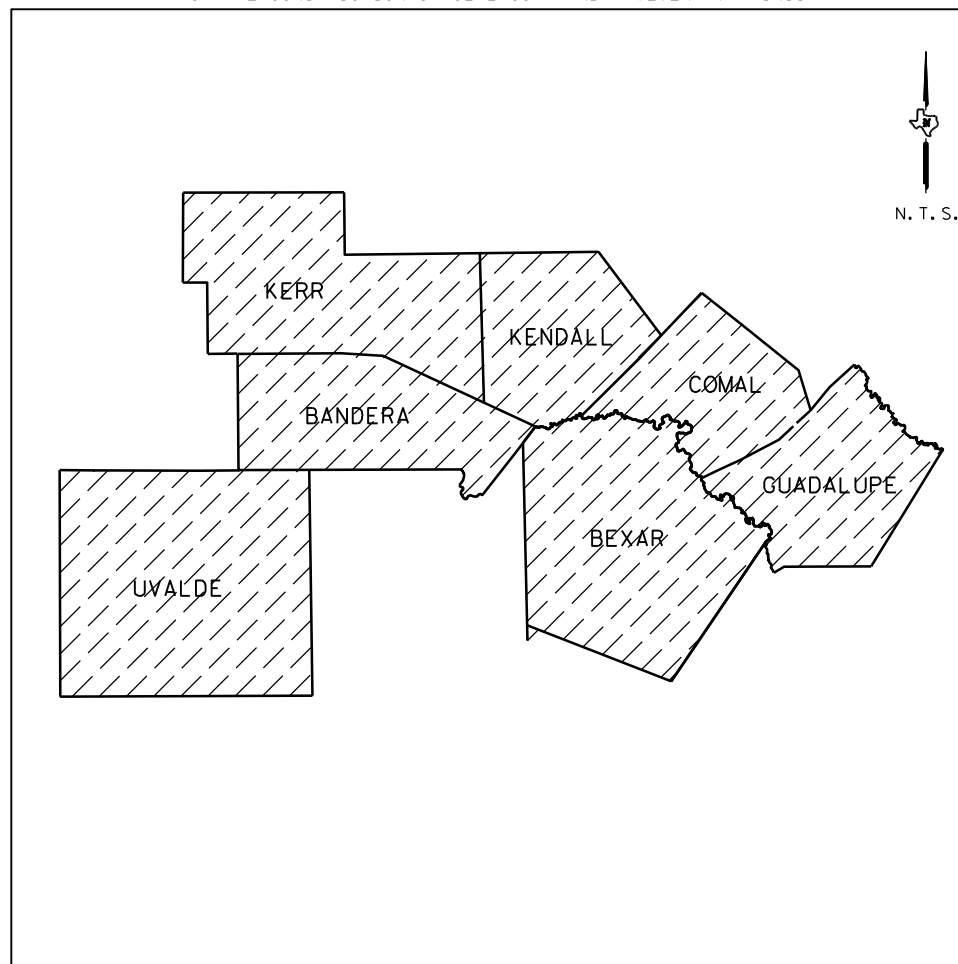 N.T.S.
KERR
KENDALL
COMAL
BANDERA
GUADALUPE
BEXAR
UVALDE